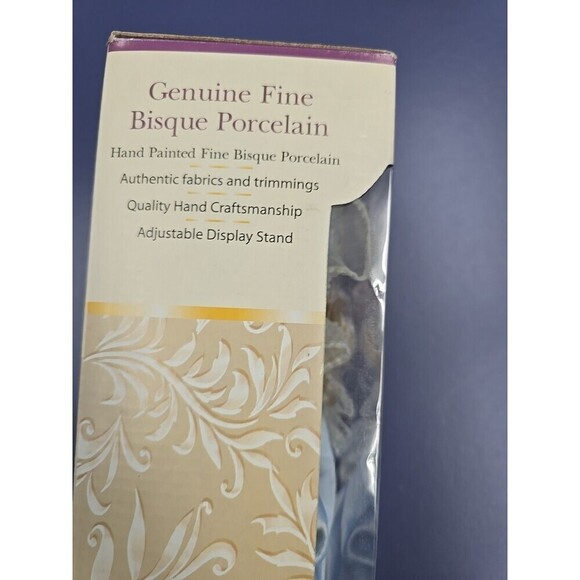 Genuine Fine
Bisque Porcelain
Hand Painted Fine Bisque Porcelain
Authentic fabrics and trimmings
Quality Hand Craftsmanship
Adjustable Display Stand